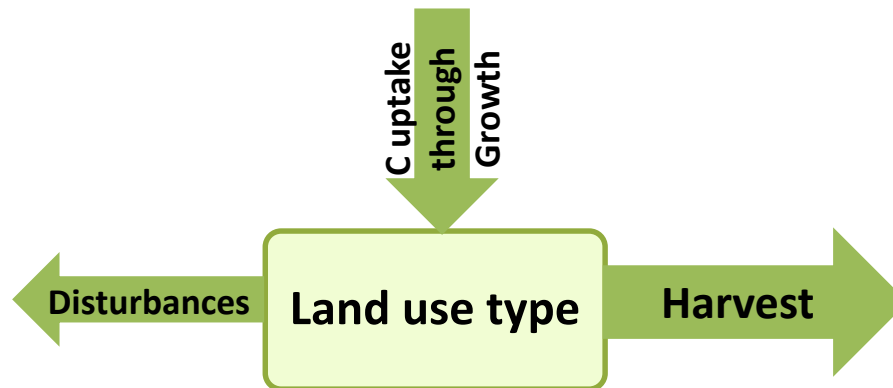 C uptake
through
Growth
Disturbances
Land use type
Harvest